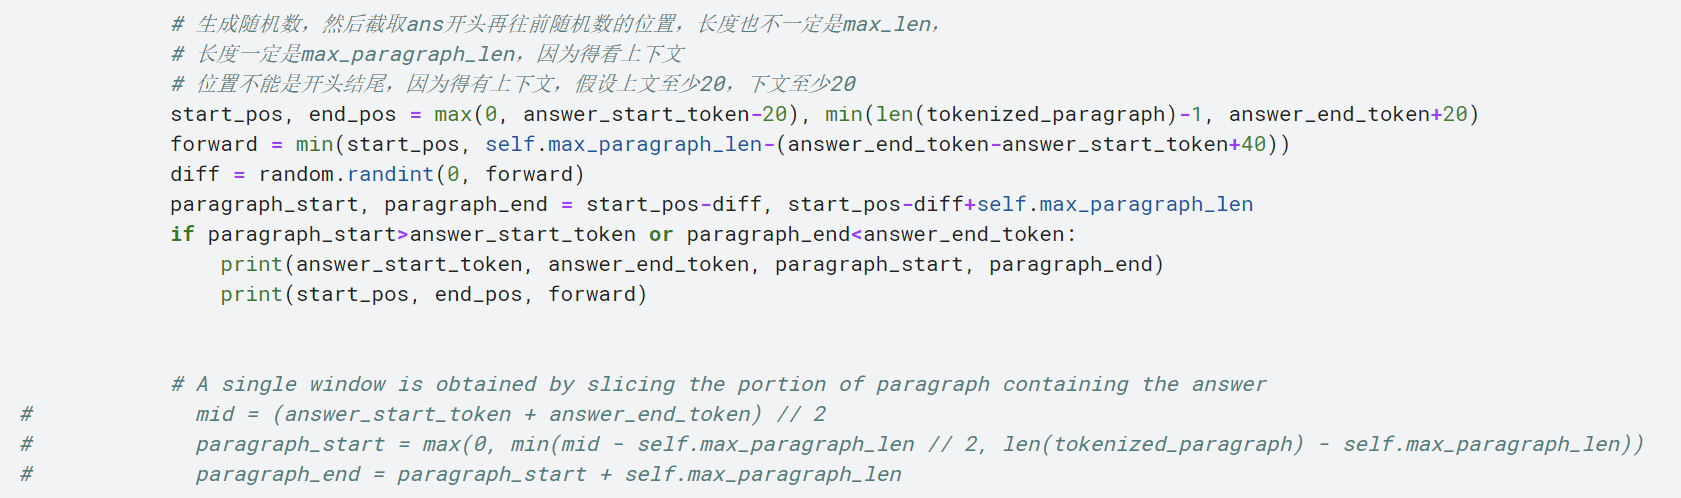 # 生成随机数，然后截取ans开头再往前随机数的位置，长度也不一定是max_len，
# 长度一定是max_paragraph_len，因为得看上下文
# 位置不能是开头结尾，因为得有上下文，假设上文至少20，下文至少20
start_pos, end_pos = max(0, answer_start_token-20), min(len(tokenized_paragraph)-1, answer_end_token+20)
forward = min(start_pos, self.max_paragraph_len-(answer_end_token-answer_start_token+40))
diff = random.randint(0, forward)
paragraph_start, paragraph_end = start_pos-diff, start_pos-diff+self.max_paragraph_len
if paragraph_start>answer_start_token or paragraph_end<answer_end_token:
    print(answer_start_token, answer_end_token, paragraph_start, paragraph_end)
    print(start_pos, end_pos, forward)
# A single window is obtained by slicing the portion of paragraph containing the answer
#             mid = (answer_start_token + answer_end_token) // 2
#             paragraph_start = max(0, min(mid - self.max_paragraph_len // 2, len(tokenized_paragraph) - self.max_paragraph_len))
#             paragraph_end = paragraph_start + self.max_paragraph_len